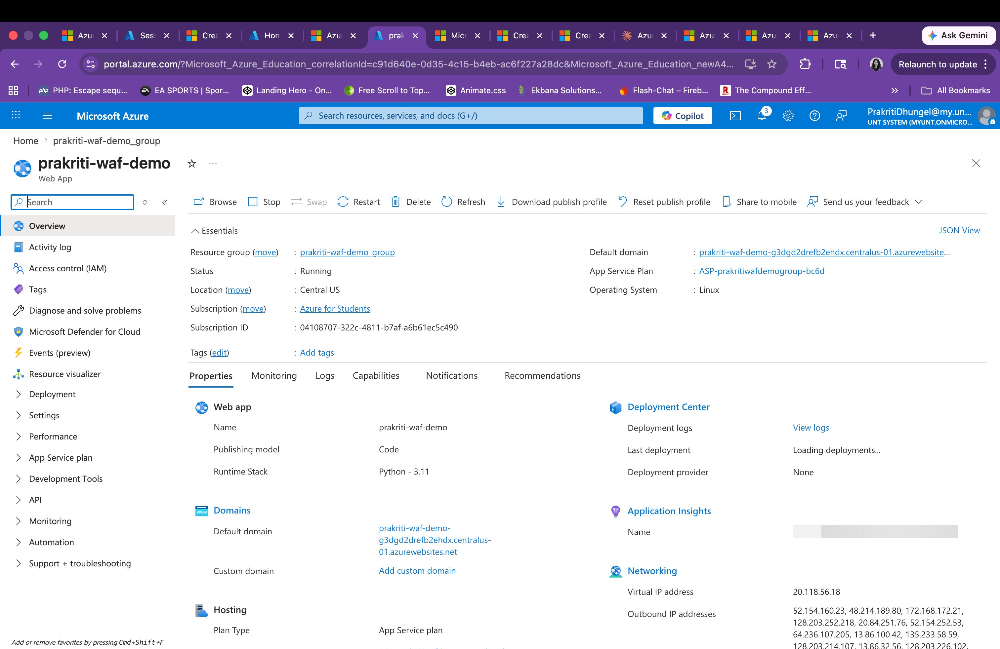 Azu
Ses
Crea
Hom
Azu
prak
Micr
Crea
Crea
Azu
Azu
Azu
Azu
Ask Gemini
portal.azure.com/?Microsoft_Azure_Education_correlationId=c91d640e-0d35-4c15-b4eb-ac6f227a28dc&Microsoft_Azure_Education_newA4...
Relaunch to update
php PHP: Escape sequ...
EA SPORTS | Spor...
Landing Hero - On...
Free Scroll to Top...
Animate.css
Ekbana Solutions...
Flash-Chat – Fireb...
R The Compound Eff...
All Bookmarks
Microsoft Azure
Search resources, services, and docs (G+/)
Copilot
3
PrakritiDhungel@my.un...
UNT SYSTEM (MYUNT.ONMICRO...
Home > prakriti-waf-demo_group
prakriti-waf-demo
Web App
Search
Browse Stop Swap Restart Delete Refresh Download publish profile Reset publish profile Share to mobile Send us your feedback
Overview
Activity log
Access control (IAM)
Tags
Diagnose and solve problems
Microsoft Defender for Cloud
Events (preview)
Resource visualizer
Deployment
Settings
Performance
App Service plan
Development Tools
API
Monitoring
Automation
Support + troubleshooting
Add or remove favorites by pressing Cmd+Shift+F
Essentials
JSON View
Resource group (move) : prakriti-waf-demo_group
Status : Running
Location (move) : Central US
Subscription (move) : Azure for Students
Subscription ID : 04108707-322c-4811-b7af-a6b61ec5c490
Tags (edit) : Add tags
Default domain : prakriti-waf-demo-g3dgd2drefb2ehdx.centralus-01.azurewebsite...
App Service Plan : ASP-prakritiwafdemogroup-bc6d
Operating System : Linux
Properties Monitoring Logs Capabilities Notifications Recommendations
Web app
Name prakriti-waf-demo
Publishing model Code
Runtime Stack Python - 3.11
Domains
Default domain prakriti-waf-demo-
g3dgd2drefb2ehdx.centralus-
01.azurewebsites.net
Custom domain Add custom domain
Hosting
Plan Type App Service plan
Deployment Center
Deployment logs View logs
Last deployment Loading deployments...
Deployment provider None
Application Insights
Name
Networking
Virtual IP address 20.118.56.18
Outbound IP addresses 52.154.160.23, 48.214.189.80, 172.168.172.21,
128.203.252.218, 20.84.251.76, 52.154.252.53,
64.236.107.205, 13.86.100.42, 135.233.58.59,
128.203.214.107, 13.86.32.56, 128.203.226.102,